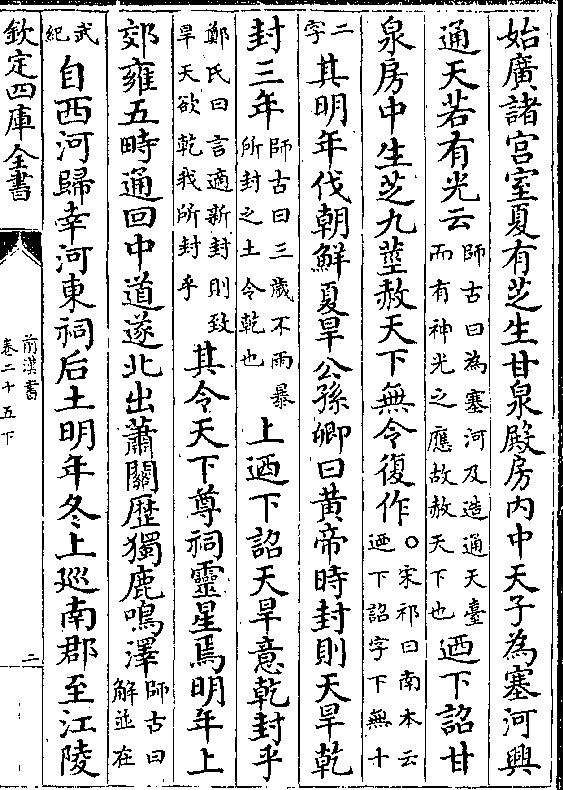 始廣諸宫室夏有芝生甘泉殿房内中天子為塞河興
通天若有光云師古曰為塞河及造通天臺而有神光之應故赦天下也廼下詔甘
泉房中生芝九莖赦天下無令復作○宋祁曰南本云廼下詔字下無十
二字其明年伐朝鮮夏旱公孫卿曰黄帝時封則天旱乾
封三年師古曰三歲不雨暴所封之土令乾也上廼下詔天旱意乾封乎
鄭氏曰言適新封則致旱天欲乾我所封乎其令天下尊祠靈星焉明年上
郊雍五畤通回中道遂北出蕭關歴獨鹿鳴澤師古曰解並在
武紀自西河歸幸河東祠后土明年冬上廵南郡至江陵
欽定四庫全書
前漢書
卷二十五下
二